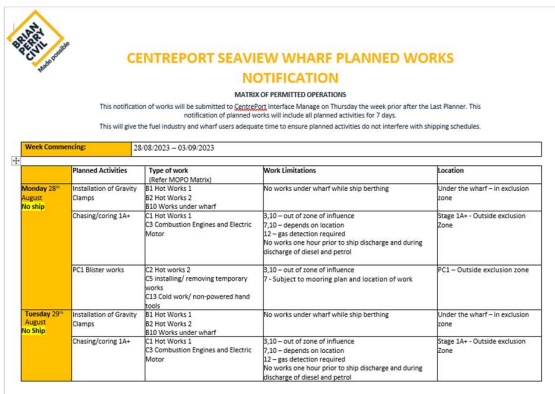 BRIAN
PERRY
CIVIL
Made possible
CENTREPORT SEAVIEW WHARF PLANNED WORKS
NOTIFICATION
MATRIX OF PERMITTED OPERATIONS
This notification of works will be submitted to CentrePort Interface Manage on Thursday the week prior after the Last Planner. This
notification of planned works will include all planned activities for 7 days.
This will give the fuel industry and wharf users adequate time to ensure planned activities do not interfere with shipping schedules.
Week Commencing: 28/08/2023 – 03/09/2023
Planned Activities Type of work Work Limitations Location
(Refer MOPO Matrix)
Monday 28th Installation of Gravity B1 Hot Works 1 No works under wharf while ship berthing Under the wharf – in exclusion
August Clamps B2 Hot Works 2 zone
No ship B10 Works under wharf
Chasing/coring 1A+ C1 Hot Works 1 3,10 – out of zone of influence Stage 1A+ - Outside exclusion
C3 Combustion Engines and Electric 7,10 – depends on location Zone
Motor 12 – gas detection required
No works one hour prior to ship discharge and during
discharge of diesel and petrol
PC1 Blister works C2 Hot works 2 3,10 – out of zone of influence PC1 – Outside exclusion zone
C5 installing/ removing temporary 7 - Subject to mooring plan and location of work
works
C13 Cold work/ non-powered hand
tools
Tuesday 29th Installation of Gravity B1 Hot Works 1 No works under wharf while ship berthing Under the wharf – in exclusion
August Clamps B2 Hot Works 2 zone
No Ship B10 Works under wharf
Chasing/coring 1A+ C1 Hot Works 1 3,10 – out of zone of influence Stage 1A+ - Outside exclusion
C3 Combustion Engines and Electric 7,10 – depends on location Zone
Motor 12 – gas detection required
No works one hour prior to ship discharge and during
discharge of diesel and petrol